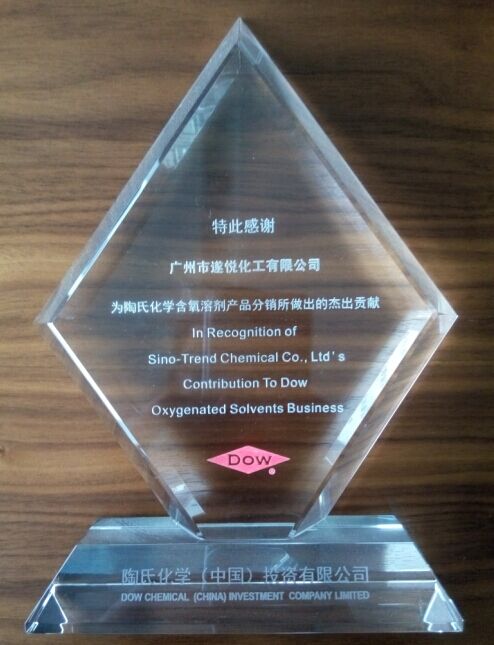 特此感谢
广州市遂悦化工有限公司
为陶氏化学含氧溶剂产品分销所做出的杰出贡献
In Recognition of
Sino-Trend Chemical Co., Ltd's
Contribution To Dow
Oxygenated Solvents Business
Dow®
陶氏化学（中国）投资有限公司
DOW CHEMICAL (CHINA) INVESTMENT COMPANY LIMITED